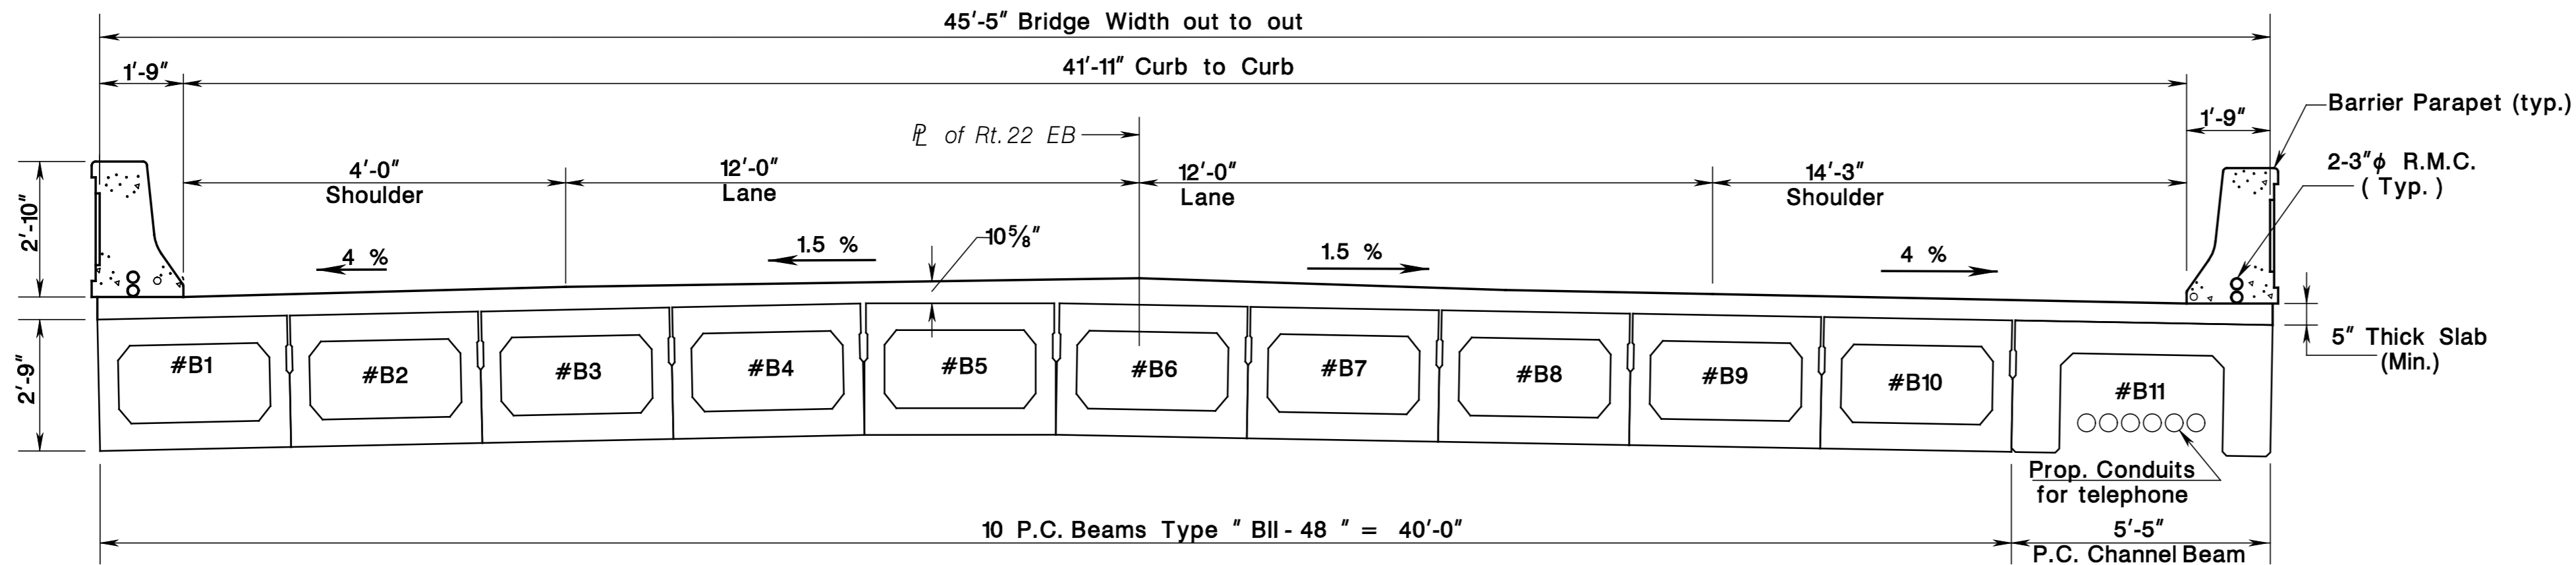 45'-5" Bridge Width out to out
1'-9"
41'-11" Curb to Curb
Barrier Parapet (typ.)
1'-9"
℄ of Rt. 22 EB
2-3"ϕ R.M.C.
( Typ. )
4'-0"
Shoulder
12'-0"
Lane
12'-0"
Lane
14'-3"
Shoulder
2'-10"
4 %
1.5 %
10⅝"
1.5 %
4 %
5" Thick Slab
(Min.)
2'-9"
#B1
#B2
#B3
#B4
#B5
#B6
#B7
#B8
#B9
#B10
#B11
Prop. Conduits
for telephone
10 P.C. Beams Type " BII - 48 " = 40'-0"
5'-5"
P.C. Channel Beam